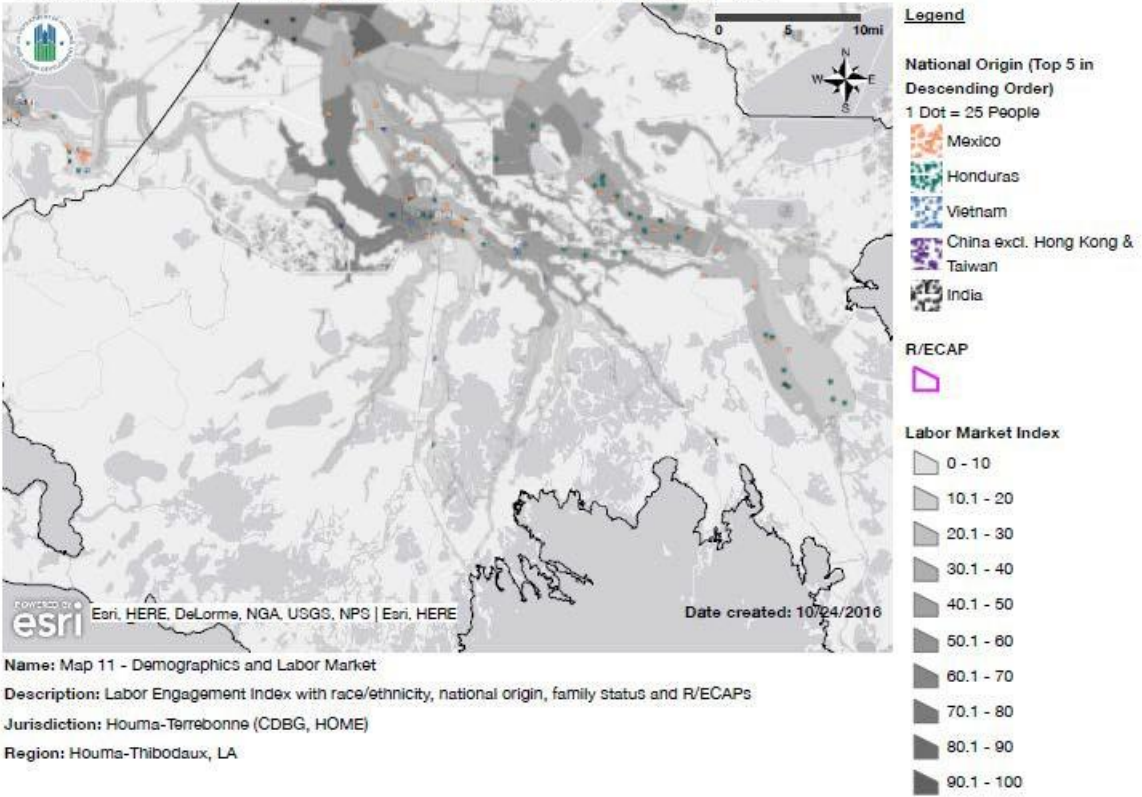 0 5 10mi
N
W E
S
POWERED BY
esri
Esri, HERE, DeLorme, NGA, USGS, NPS | Esri, HERE
Date created: 10/24/2016
Name: Map 11 - Demographics and Labor Market
Description: Labor Engagement Index with race/ethnicity, national origin, family status and R/ECAPs
Jurisdiction: Houma-Terrebonne (CDBG, HOME)
Region: Houma-Thibodaux, LA
Legend
National Origin (Top 5 in
Descending Order)
1 Dot = 25 People
Mexico
Honduras
Vietnam
China excl. Hong Kong &
Taiwan
India
R/ECAP
Labor Market Index
0 - 10
10.1 - 20
20.1 - 30
30.1 - 40
40.1 - 50
50.1 - 60
60.1 - 70
70.1 - 80
80.1 - 90
90.1 - 100